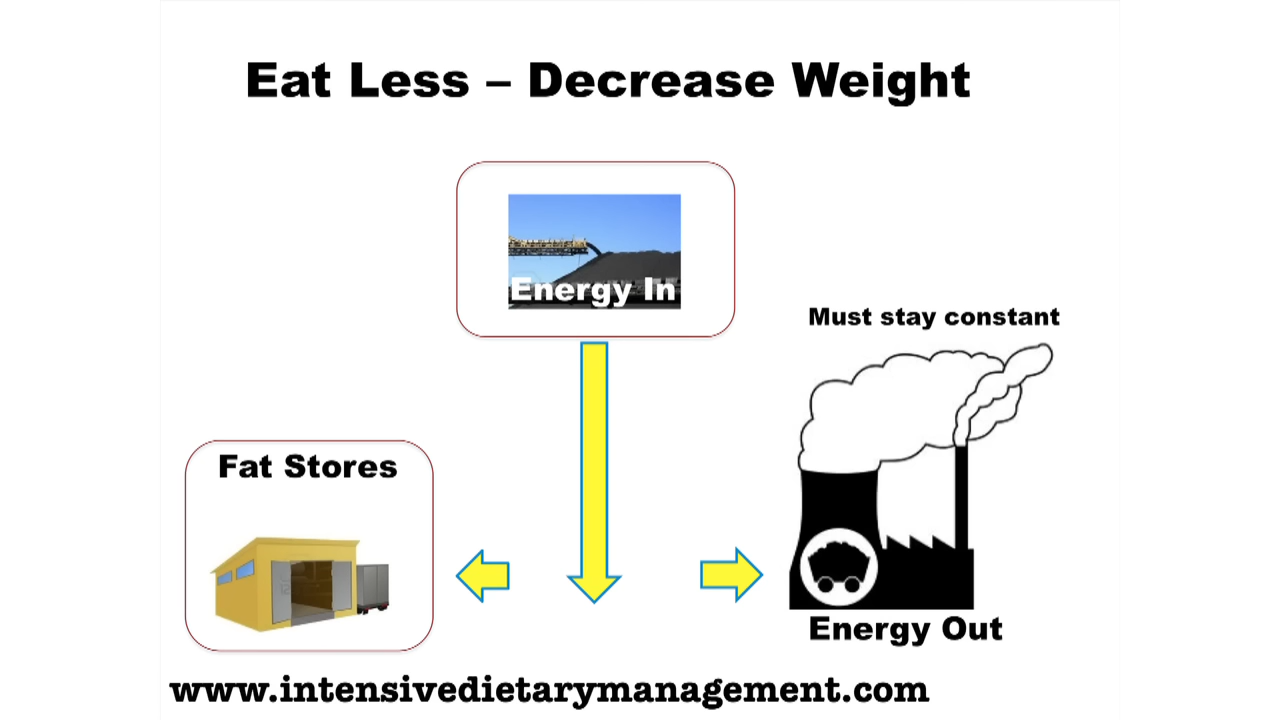 Eat Less – Decrease Weight
Energy In
Must stay constant
Fat Stores
Energy Out
www.intensivedietarymanagement.com